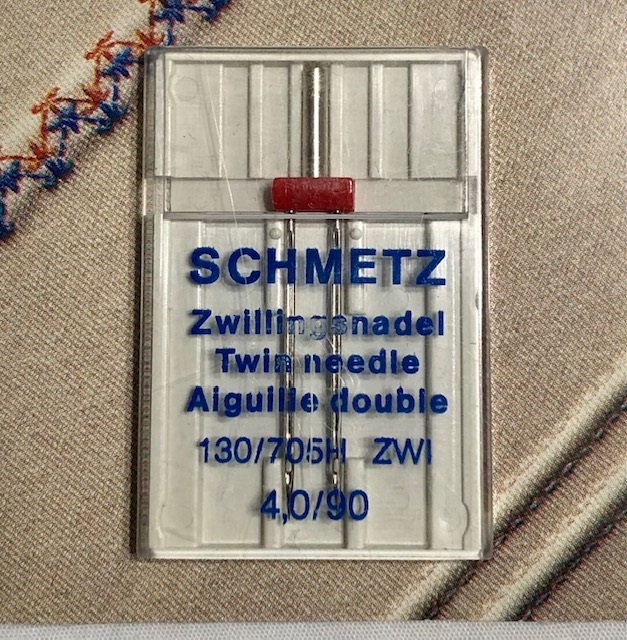 SCHMETZ
Zwillingsnadel
Twin needle
Aiguille double
130/705H ZWI
4,0/90